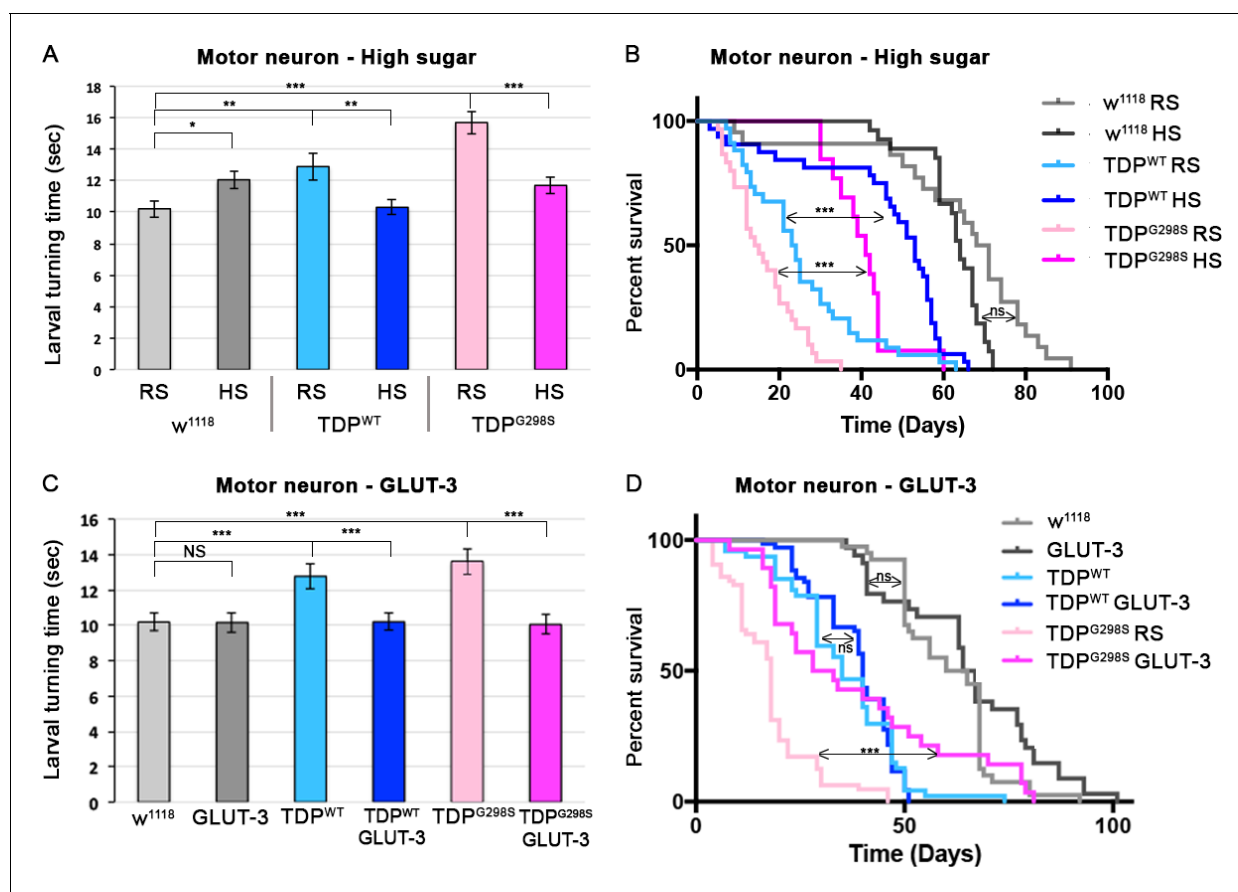 A
Motor neuron - High sugar
Larval turning time (sec)
18
16
14
12
10
8
6
4
2
0
***
***
**
**
*
RS
HS
RS
HS
RS
HS
w1118
TDPWT
TDPG298S
B
Motor neuron - High sugar
Percent survival
100
50
0
0
20
40
60
80
100
Time (Days)
***
***
ns
w1118 RS
w1118 HS
TDPWT RS
TDPWT HS
TDPG298S RS
TDPG298S HS
C
Motor neuron - GLUT-3
Larval turning time (sec)
16
14
12
10
8
6
4
2
0
***
***
***
***
NS
w1118
GLUT-3
TDPWT
TDPWT
GLUT-3
TDPG298S
TDPG298S
GLUT-3
D
Motor neuron - GLUT-3
Percent survival
100
50
0
0
50
100
Time (Days)
ns
ns
***
w1118
GLUT-3
TDPWT
TDPWT GLUT-3
TDPG298S RS
TDPG298S GLUT-3